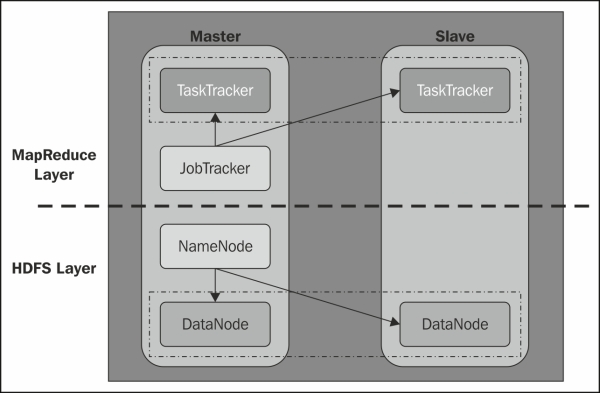 Master
Slave
TaskTracker
TaskTracker
MapReduce
Layer
JobTracker
NameNode
HDFS Layer
DataNode
DataNode